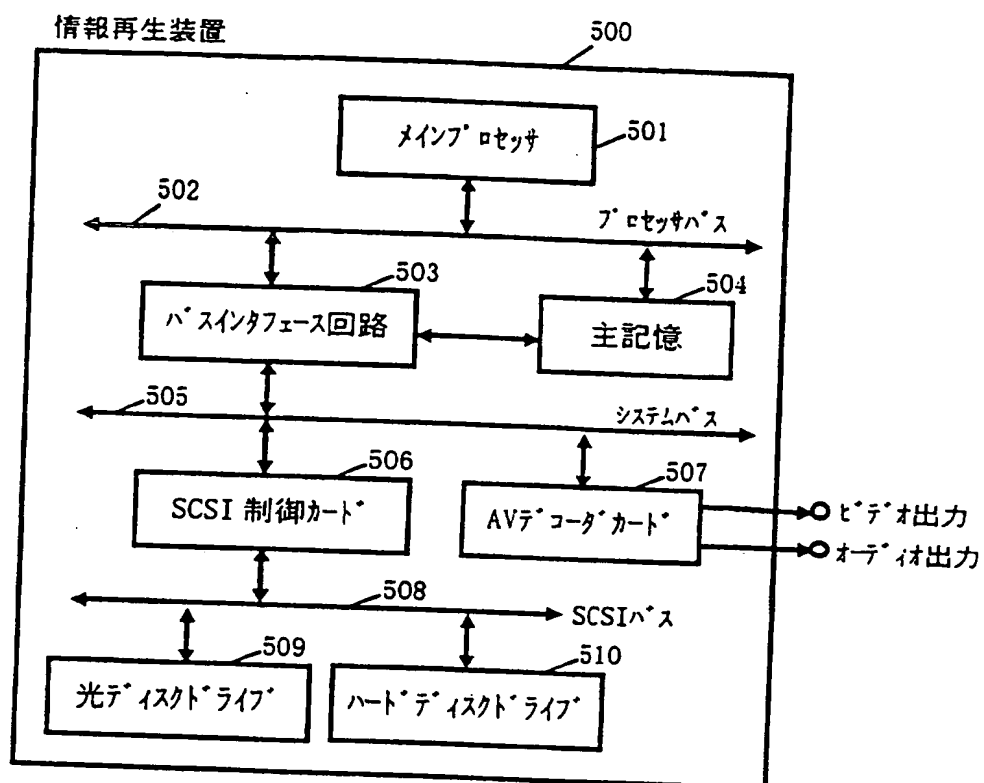 情報再生装置
500
メインプロセッサ
501
502
プロセッサバス
503
504
バスインタフェース回路
主記憶
505
システムバス
506
507
SCSI 制御カード
AVデコーダカード
ビデオ出力
オーディオ出力
508
SCSIバス
509
510
光ディスクドライブ
ハードディスクドライブ